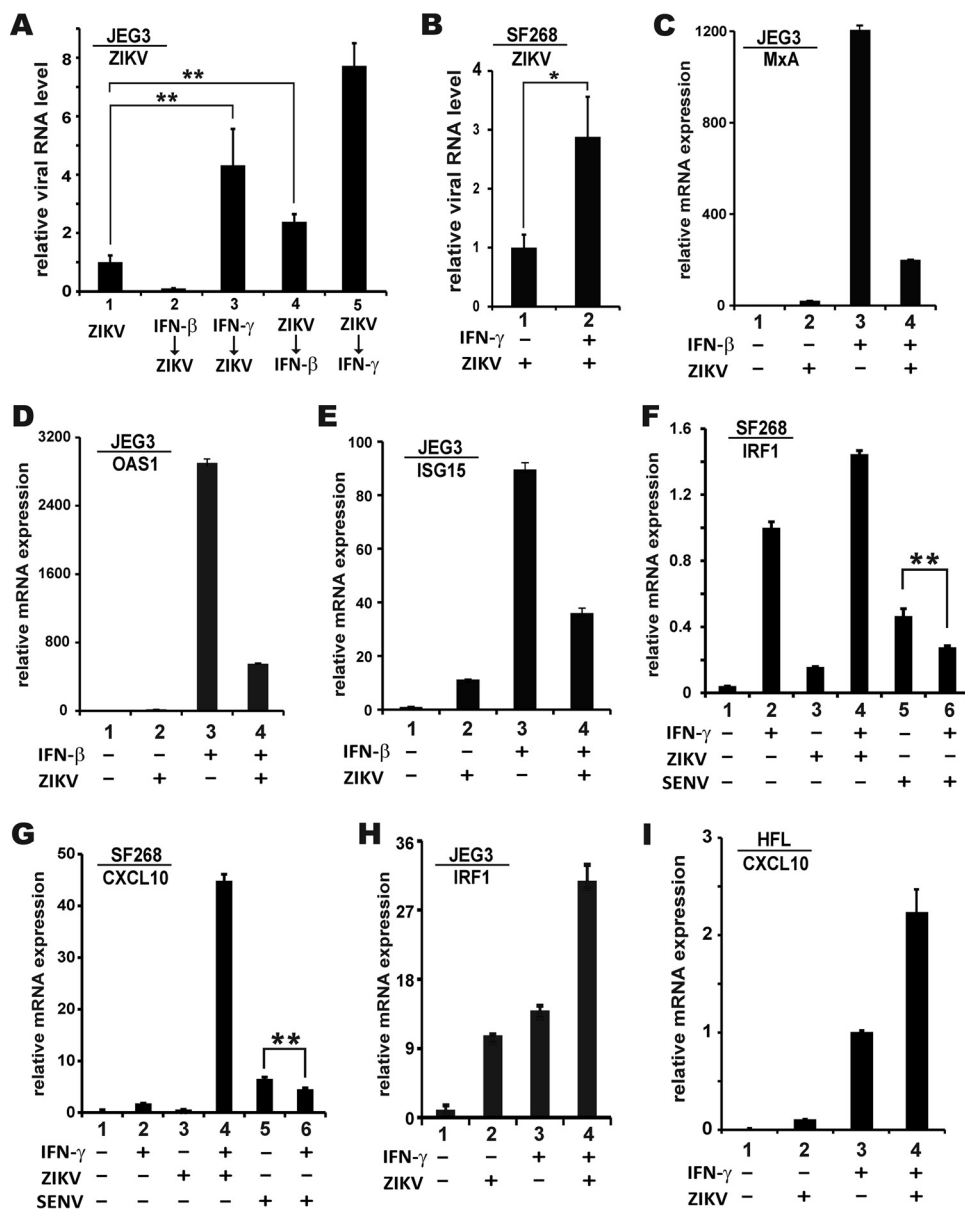 A
JEG3
ZIKV
relative viral RNA level
10
8
6
4
2
0
**
**
1 2 3 4 5
ZIKV IFN-β IFN-γ ZIKV ZIKV
ZIKV ZIKV IFN-β IFN-γ
B
SF268
ZIKV
relative viral RNA level
4
3
2
1
0
*
1 2
IFN-γ – +
ZIKV + +
C
JEG3
MxA
relative mRNA expression
1200
800
400
0
1 2 3 4
IFN-β – – + +
ZIKV – + – +
D
JEG3
OAS1
relative mRNA expression
3200
2400
1600
800
0
1 2 3 4
IFN-β – – + +
ZIKV – + – +
E
JEG3
ISG15
relative mRNA expression
100
80
60
40
20
0
1 2 3 4
IFN-β – – + +
ZIKV – + – +
F
SF268
IRF1
relative mRNA expression
1.6
1.2
0.8
0.4
0
**
1 2 3 4 5 6
IFN-γ – + – + – +
ZIKV – – + + – –
SENV – – – – + +
G
SF268
CXCL10
relative mRNA expression
50
40
30
20
10
0
**
1 2 3 4 5 6
IFN-γ – + – + – +
ZIKV – – + + – –
SENV – – – – + +
H
JEG3
IRF1
relative mRNA expression
36
27
18
9
0
1 2 3 4
IFN-γ – – + +
ZIKV – + – +
I
HFL
CXCL10
relative mRNA expression
3
2
1
0
1 2 3 4
IFN-γ – – + +
ZIKV – + – +